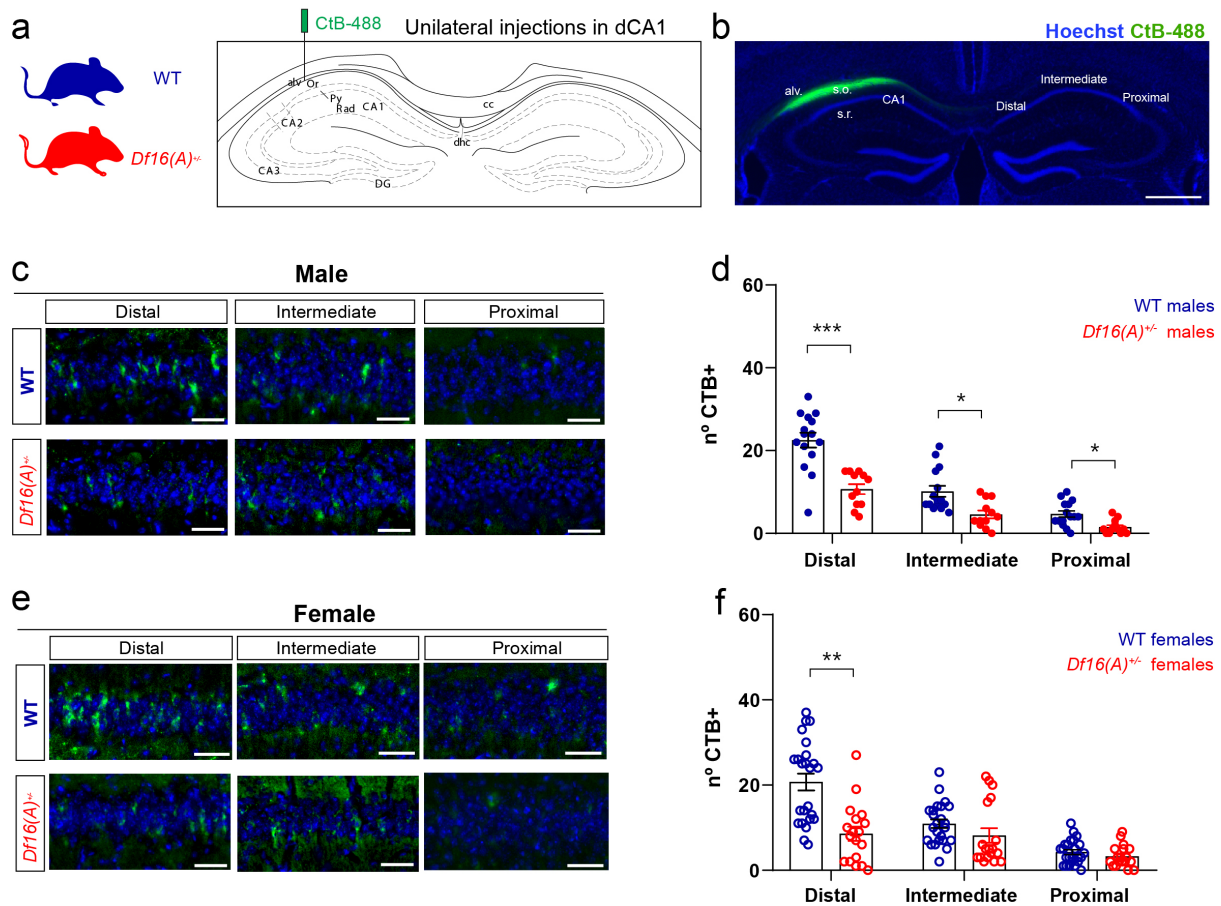 a
CtB-488
Unilateral injections in dCA1
WT
Df16(A)+/-
alv
Or
Py
Rad
CA1
CA2
CA3
DG
cc
dhc
b
Hoechst CtB-488
alv.
s.o.
s.r.
CA1
Distal
Intermediate
Proximal
c
Male
Distal
Intermediate
Proximal
WT
Df16(A)+/-
d
60
40
20
0
nº CTB+
WT males
Df16(A)+/- males
***
*
*
Distal
Intermediate
Proximal
e
Female
Distal
Intermediate
Proximal
WT
Df16(A)+/-
f
60
40
20
0
nº CTB+
WT females
Df16(A)+/- females
**
Distal
Intermediate
Proximal